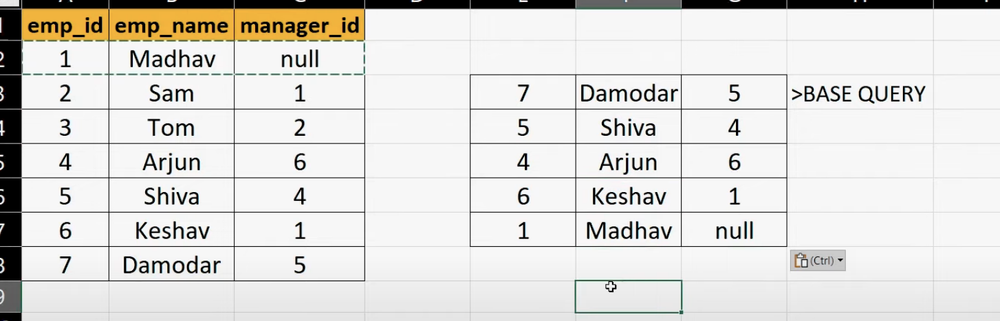 emp_id emp_name manager_id
1 Madhav null
2 Sam 1 7 Damodar 5 >BASE QUERY
3 Tom 2 5 Shiva 4
4 Arjun 6 4 Arjun 6
5 Shiva 4 6 Keshav 1
6 Keshav 1 1 Madhav null
7 Damodar 5 (Ctrl)